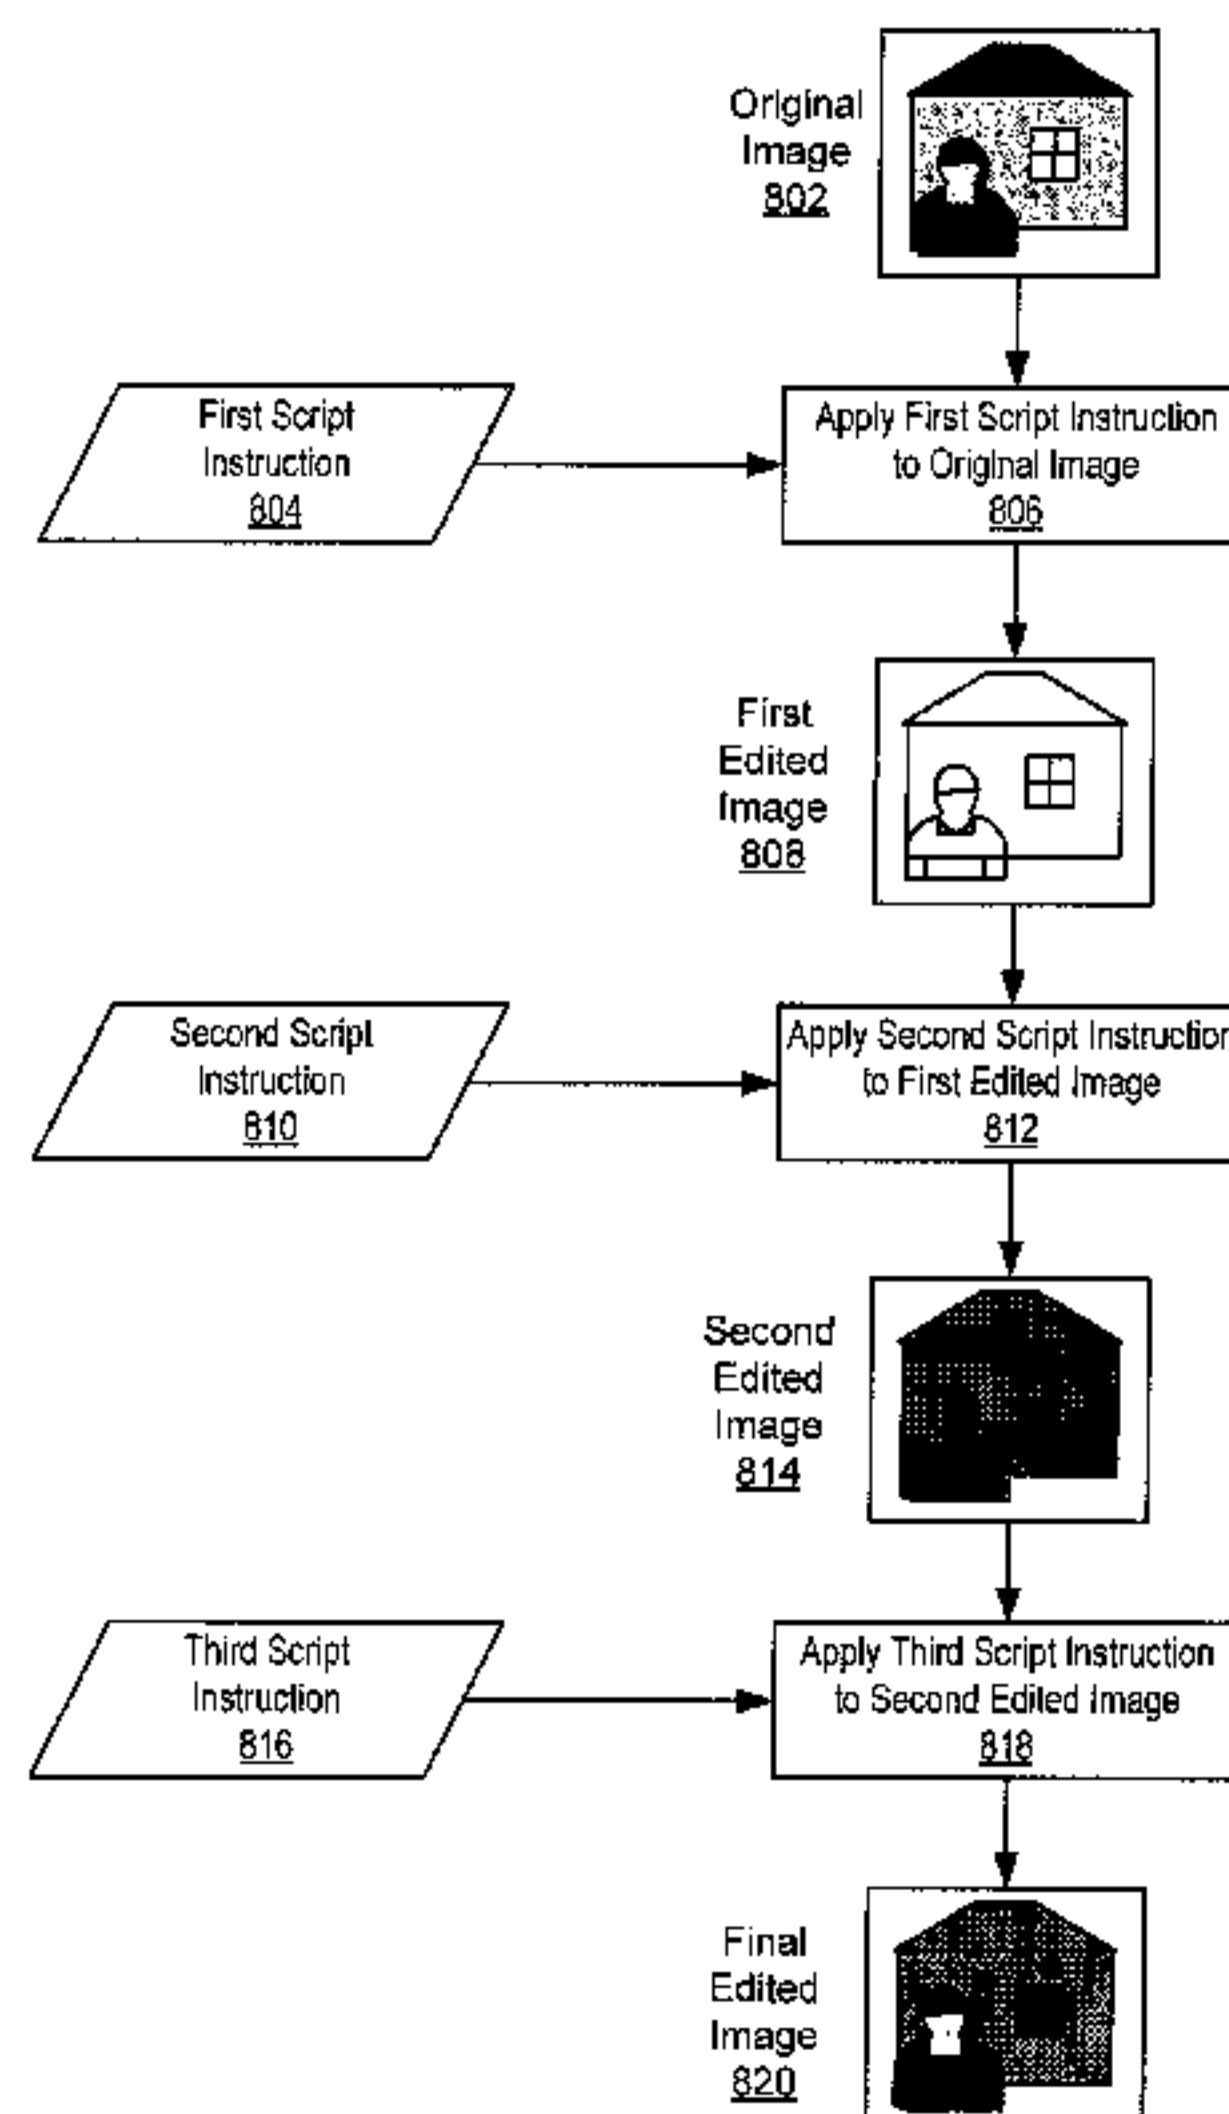 Original
Image
802
First Script
Instruction
804
Apply First Script Instruction
to Original Image
806
First
Edited
Image
808
Second Script
Instruction
810
Apply Second Script Instruction
to First Edited Image
812
Second
Edited
Image
814
Third Script
Instruction
816
Apply Third Script Instruction
to Second Edited Image
818
Final
Edited
Image
820